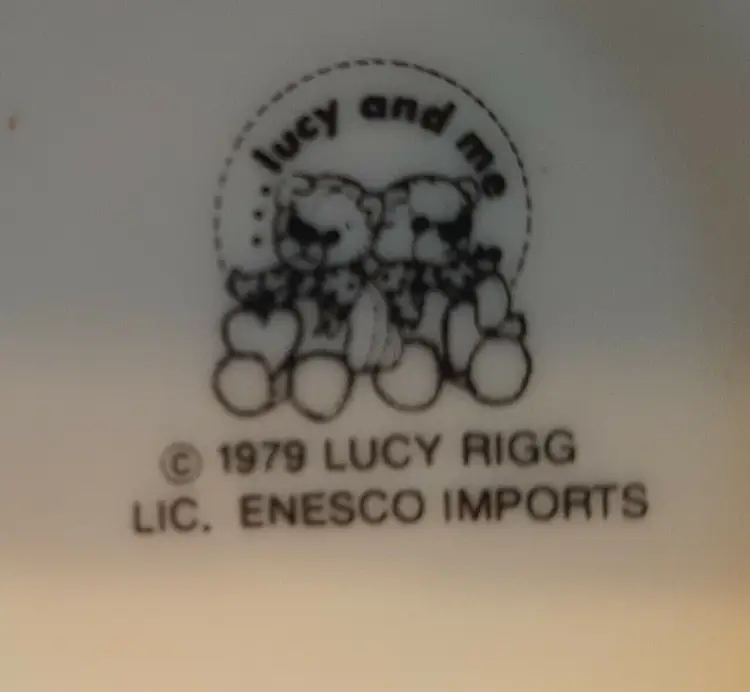 ...lucy and me
© 1979 LUCY RIGG
LIC. ENESCO IMPORTS